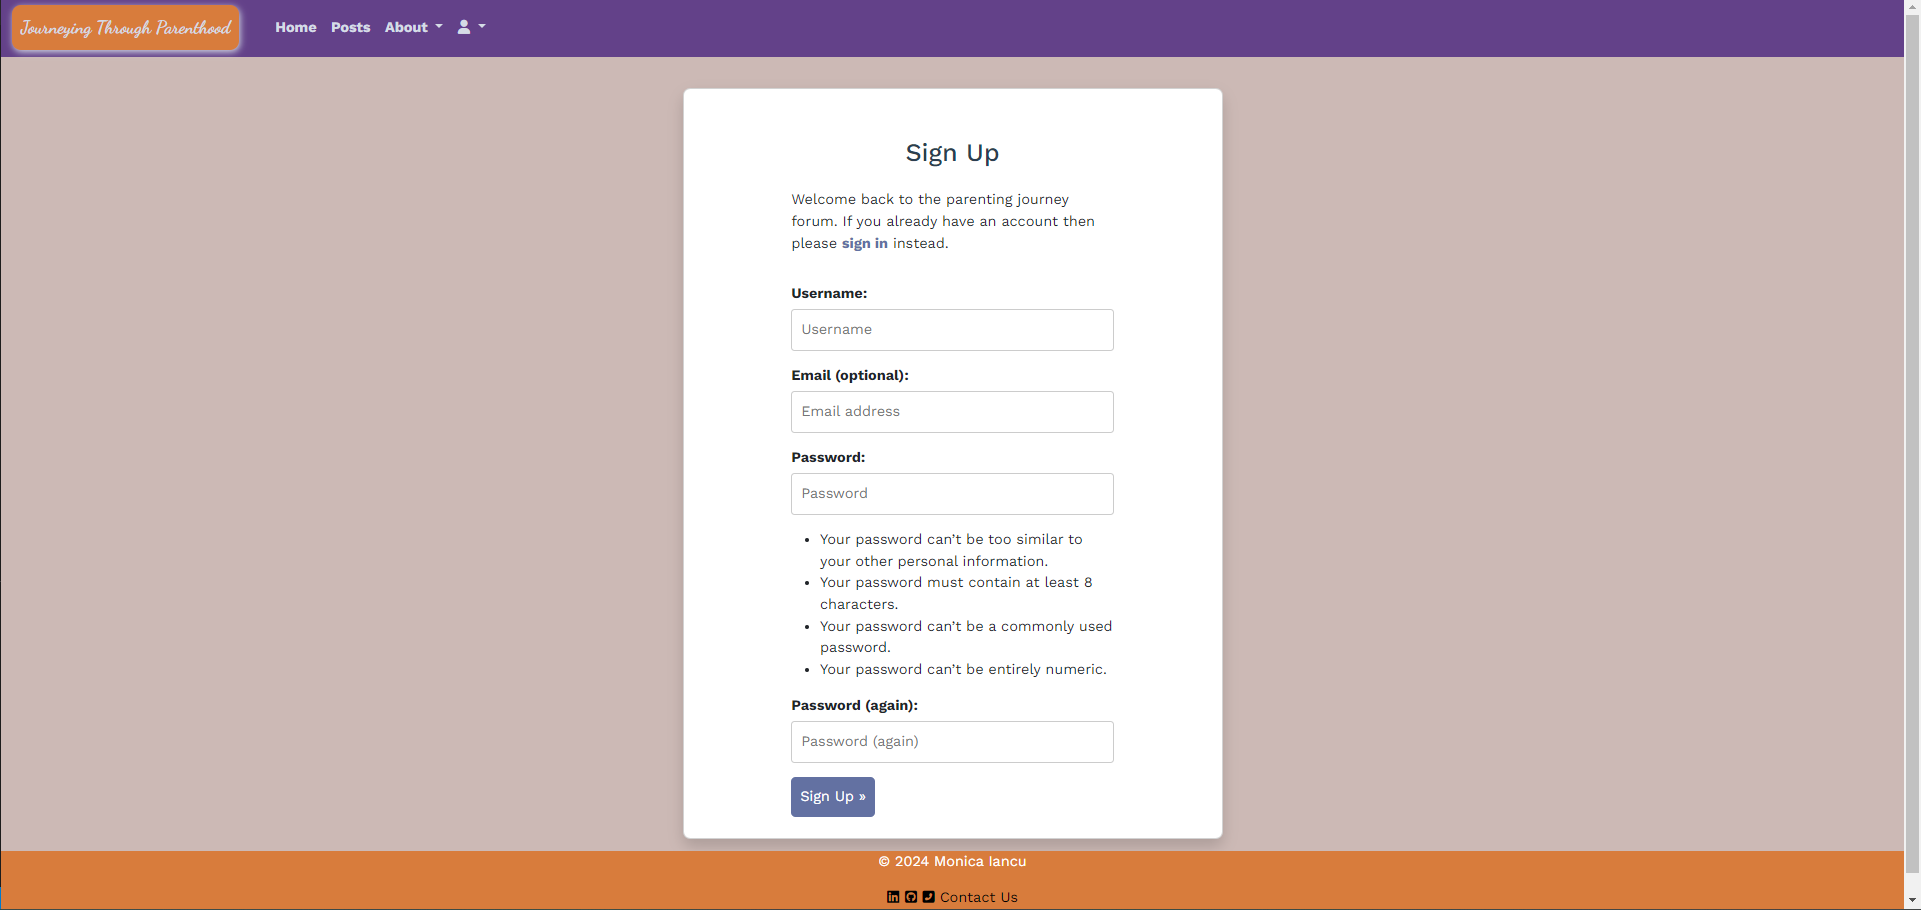 Journeying Through Parenthood
Home Posts About
Sign Up
Welcome back to the parenting journey
forum. If you already have an account then
please sign in instead.
Username:
Username
Email (optional):
Email address
Password:
Password
• Your password can’t be too similar to
your other personal information.
• Your password must contain at least 8
characters.
• Your password can’t be a commonly used
password.
• Your password can’t be entirely numeric.
Password (again):
Password (again)
Sign Up »
© 2024 Monica Iancu
Contact Us